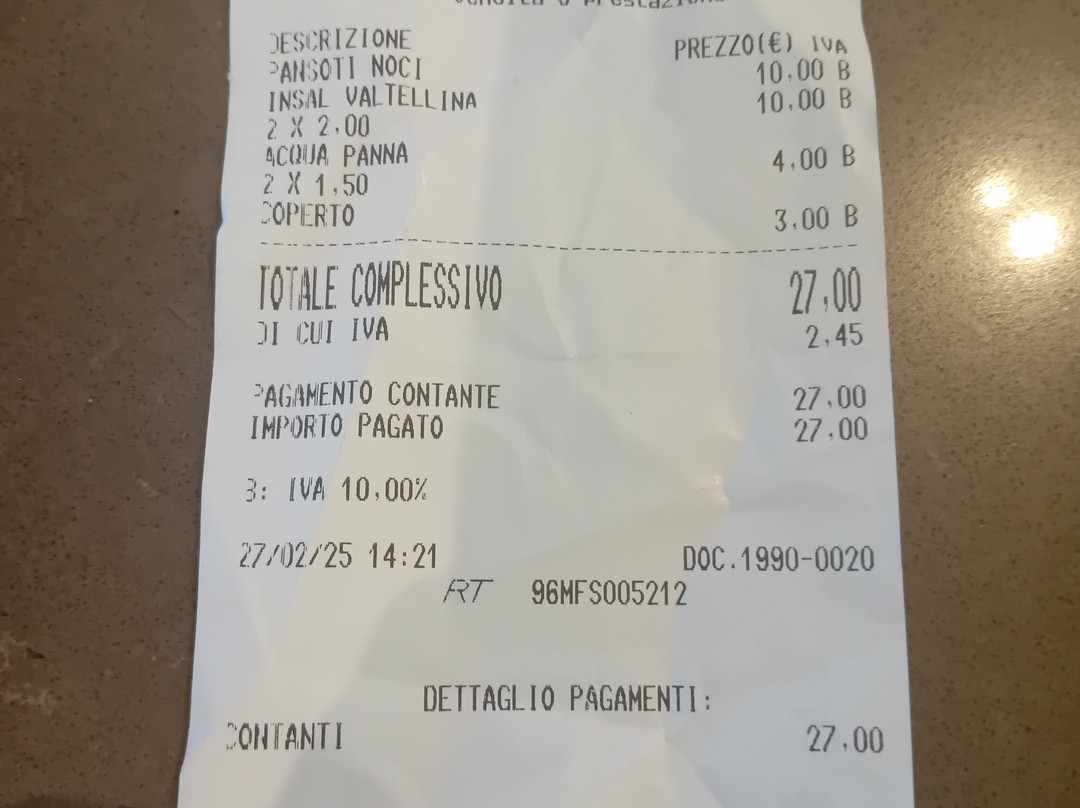 DESCRIZIONE PREZZO(€) IVA
PANSOTI NOCI 10,00 B
INSAL VALTELLINA 10,00 B
2 X 2,00
ACQUA PANNA 4,00 B
2 X 1,50
COPERTO 3,00 B
TOTALE COMPLESSIVO 27,00
DI CUI IVA 2,45
PAGAMENTO CONTANTE 27,00
IMPORTO PAGATO 27,00
B: IVA 10,00%
27/02/25 14:21 DOC.1990-0020
RT 96MFS005212
DETTAGLIO PAGAMENTI:
CONTANTI 27,00